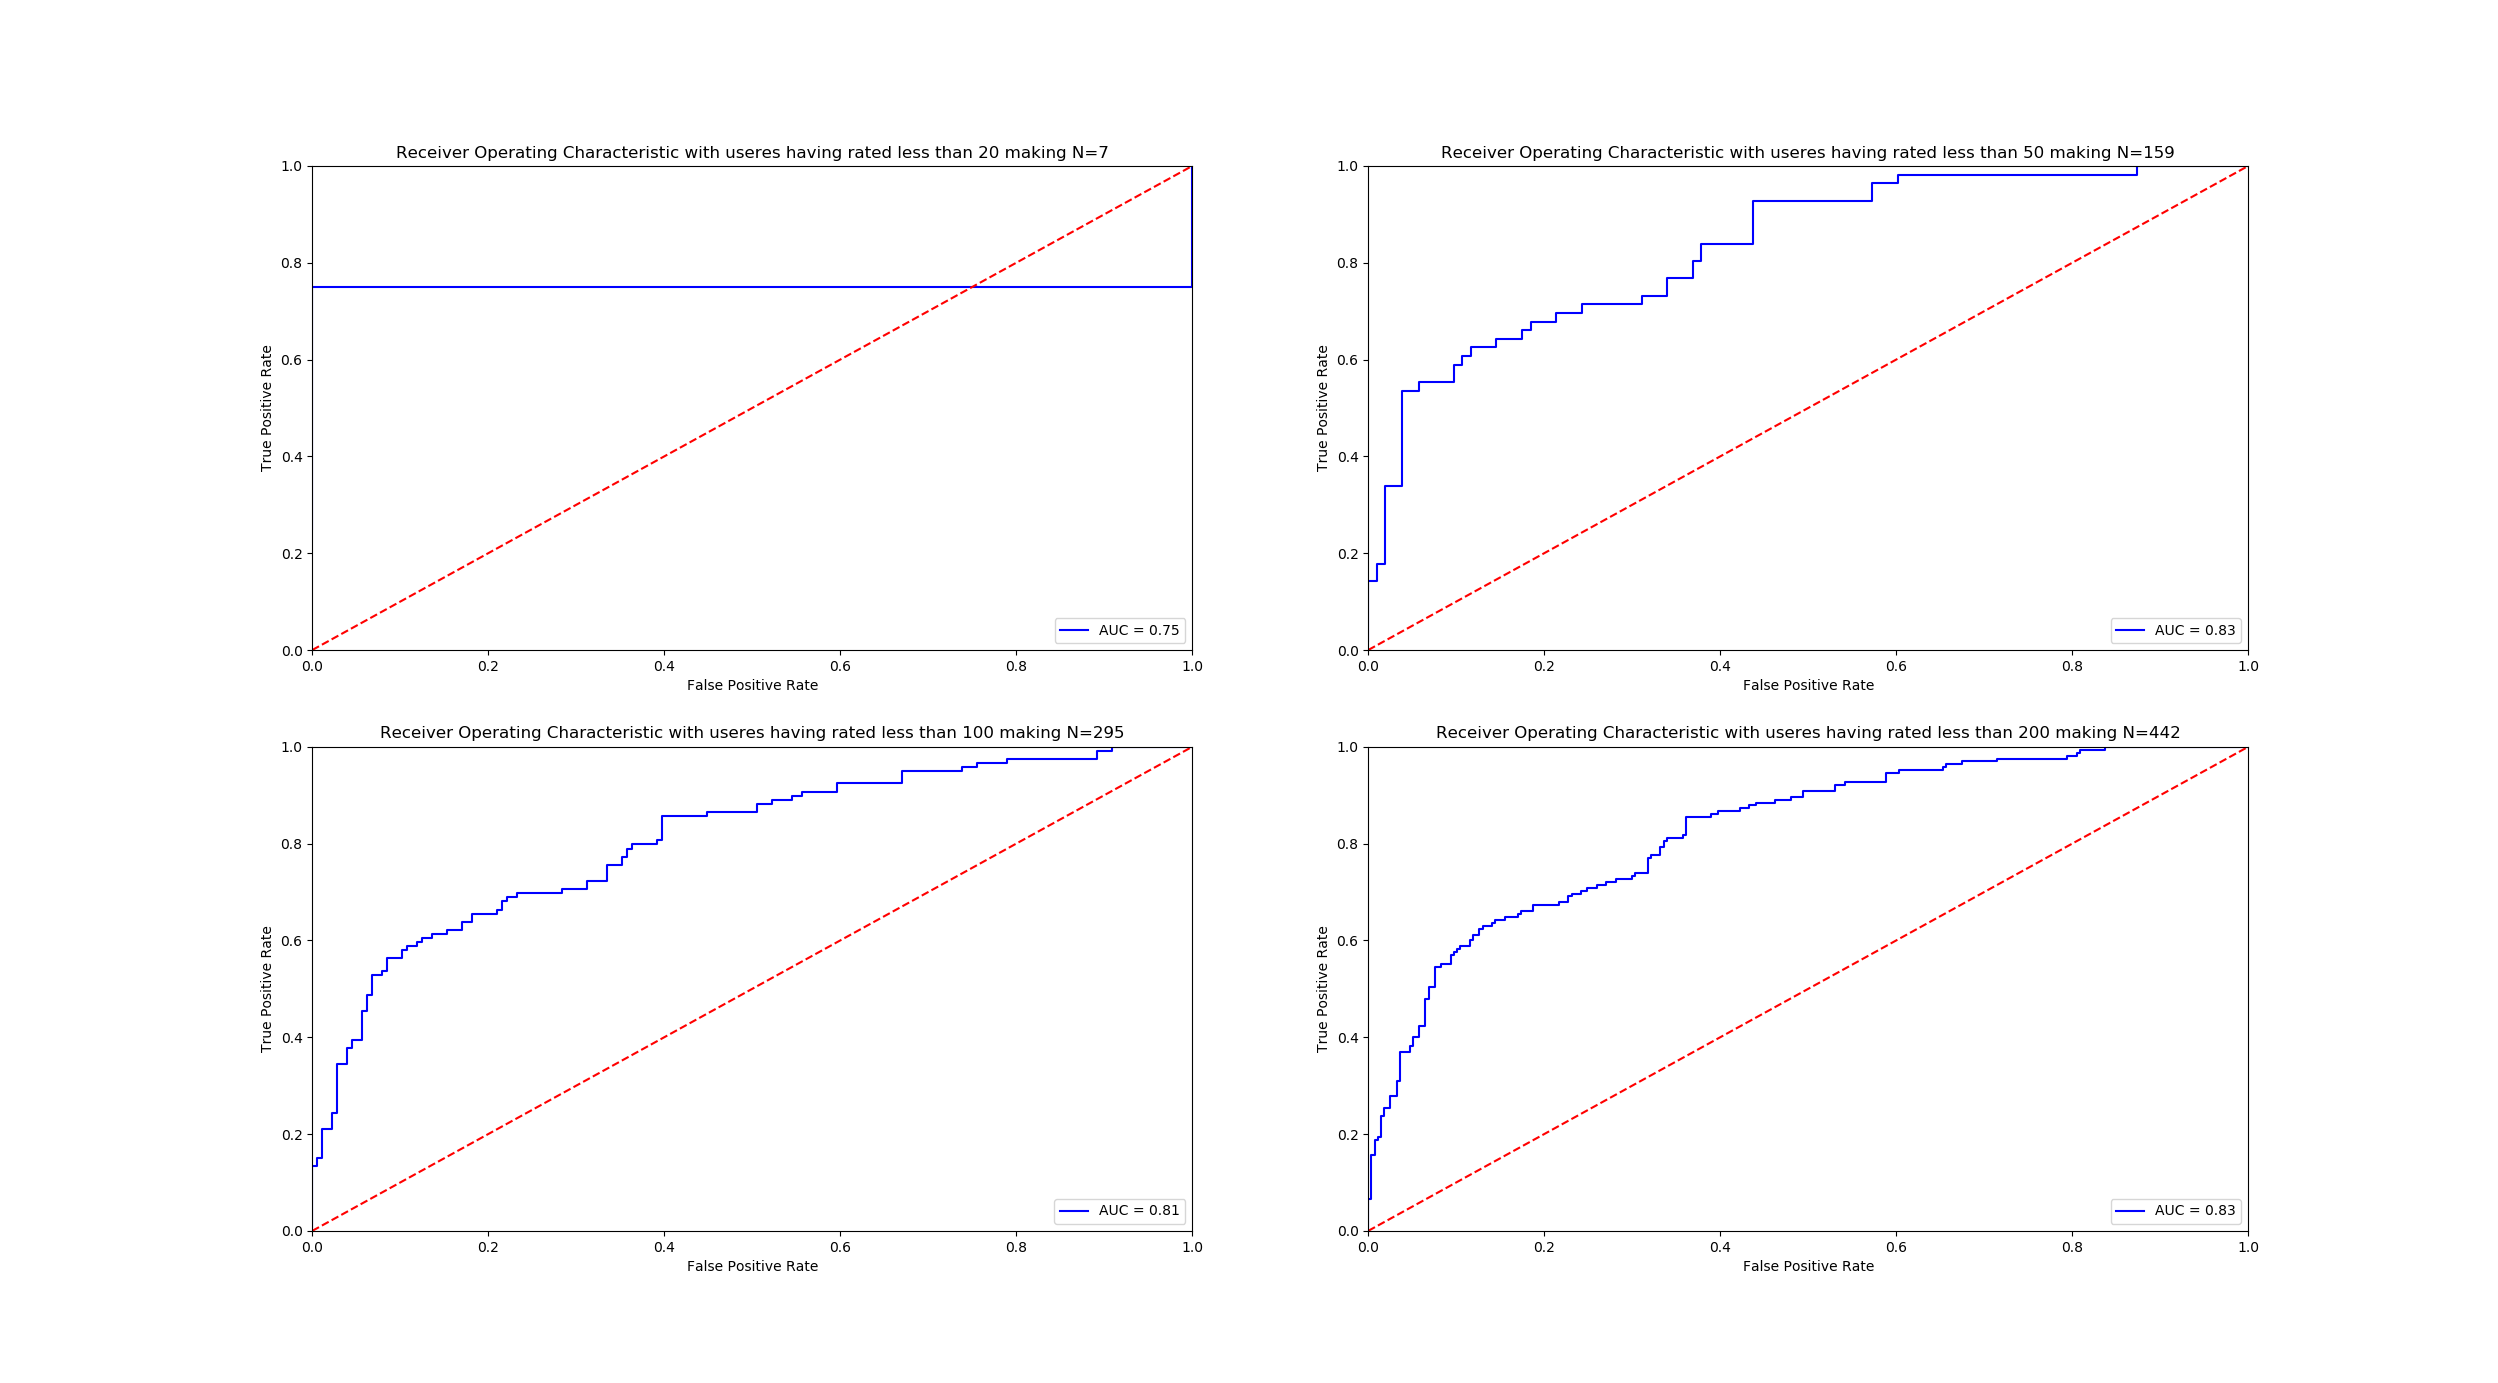 Receiver Operating Characteristic with useres having rated less than 20 making N=7
1.0
0.8
0.6
0.4
0.2
0.0
True Positive Rate
0.0 0.2 0.4 0.6 0.8 1.0
False Positive Rate
AUC = 0.75
Receiver Operating Characteristic with useres having rated less than 50 making N=159
1.0
0.8
0.6
0.4
0.2
0.0
True Positive Rate
0.0 0.2 0.4 0.6 0.8 1.0
False Positive Rate
AUC = 0.83
Receiver Operating Characteristic with useres having rated less than 100 making N=295
1.0
0.8
0.6
0.4
0.2
0.0
True Positive Rate
0.0 0.2 0.4 0.6 0.8 1.0
False Positive Rate
AUC = 0.81
Receiver Operating Characteristic with useres having rated less than 200 making N=442
1.0
0.8
0.6
0.4
0.2
0.0
True Positive Rate
0.0 0.2 0.4 0.6 0.8 1.0
False Positive Rate
AUC = 0.83